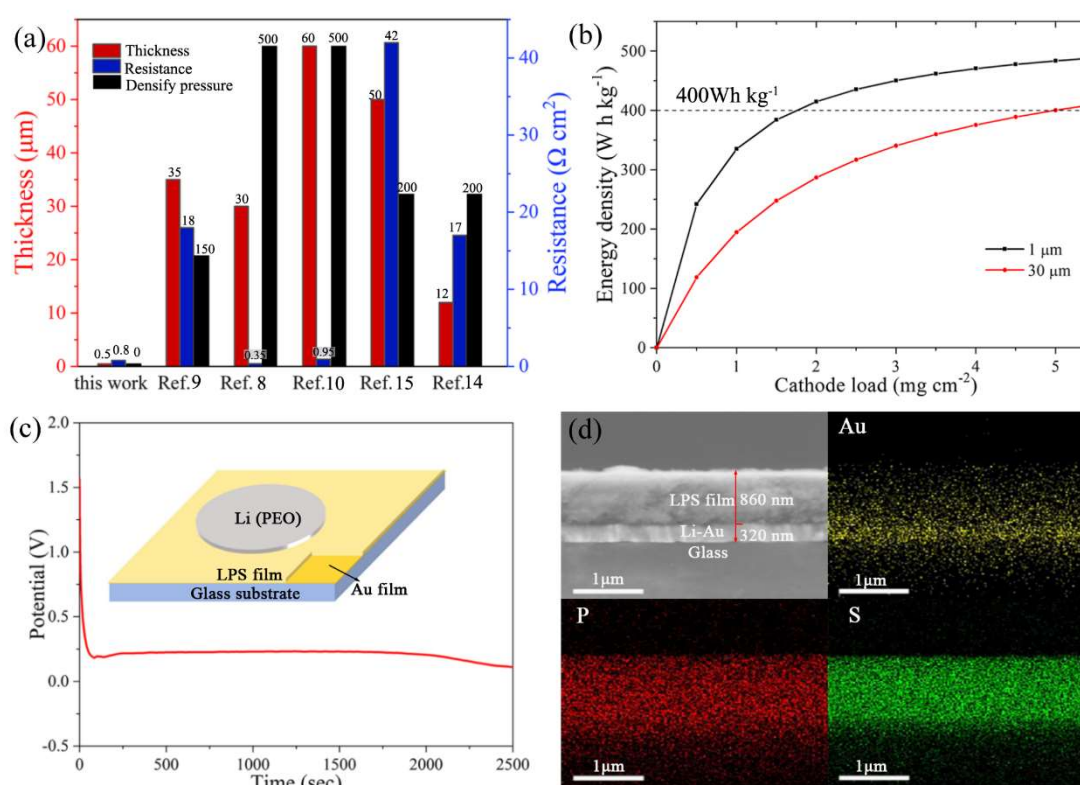 (a)
Thickness
Resistance
Densify pressure
Thickness (μm)
Resistance (Ω cm²)
60
50
40
30
20
10
0
40
30
20
10
0
0.5
0.8
0
35
18
150
30
0.35
500
60
0.95
500
50
42
200
12
17
200
this work
Ref.9
Ref. 8
Ref.10
Ref.15
Ref.14
(b)
Energy density (W h kg⁻¹)
500
400
300
200
100
0
400Wh kg⁻¹
1 μm
30 μm
0
1
2
3
4
5
Cathode load (mg cm⁻²)
(c)
Potential (V)
2.0
1.5
1.0
0.5
0.0
-0.5
Li (PEO)
LPS film
Glass substrate
Au film
0
500
1000
1500
2000
2500
Time (sec)
(d)
LPS film
860 nm
Li-Au
320 nm
Glass
1μm
Au
1μm
P
1μm
S
1μm